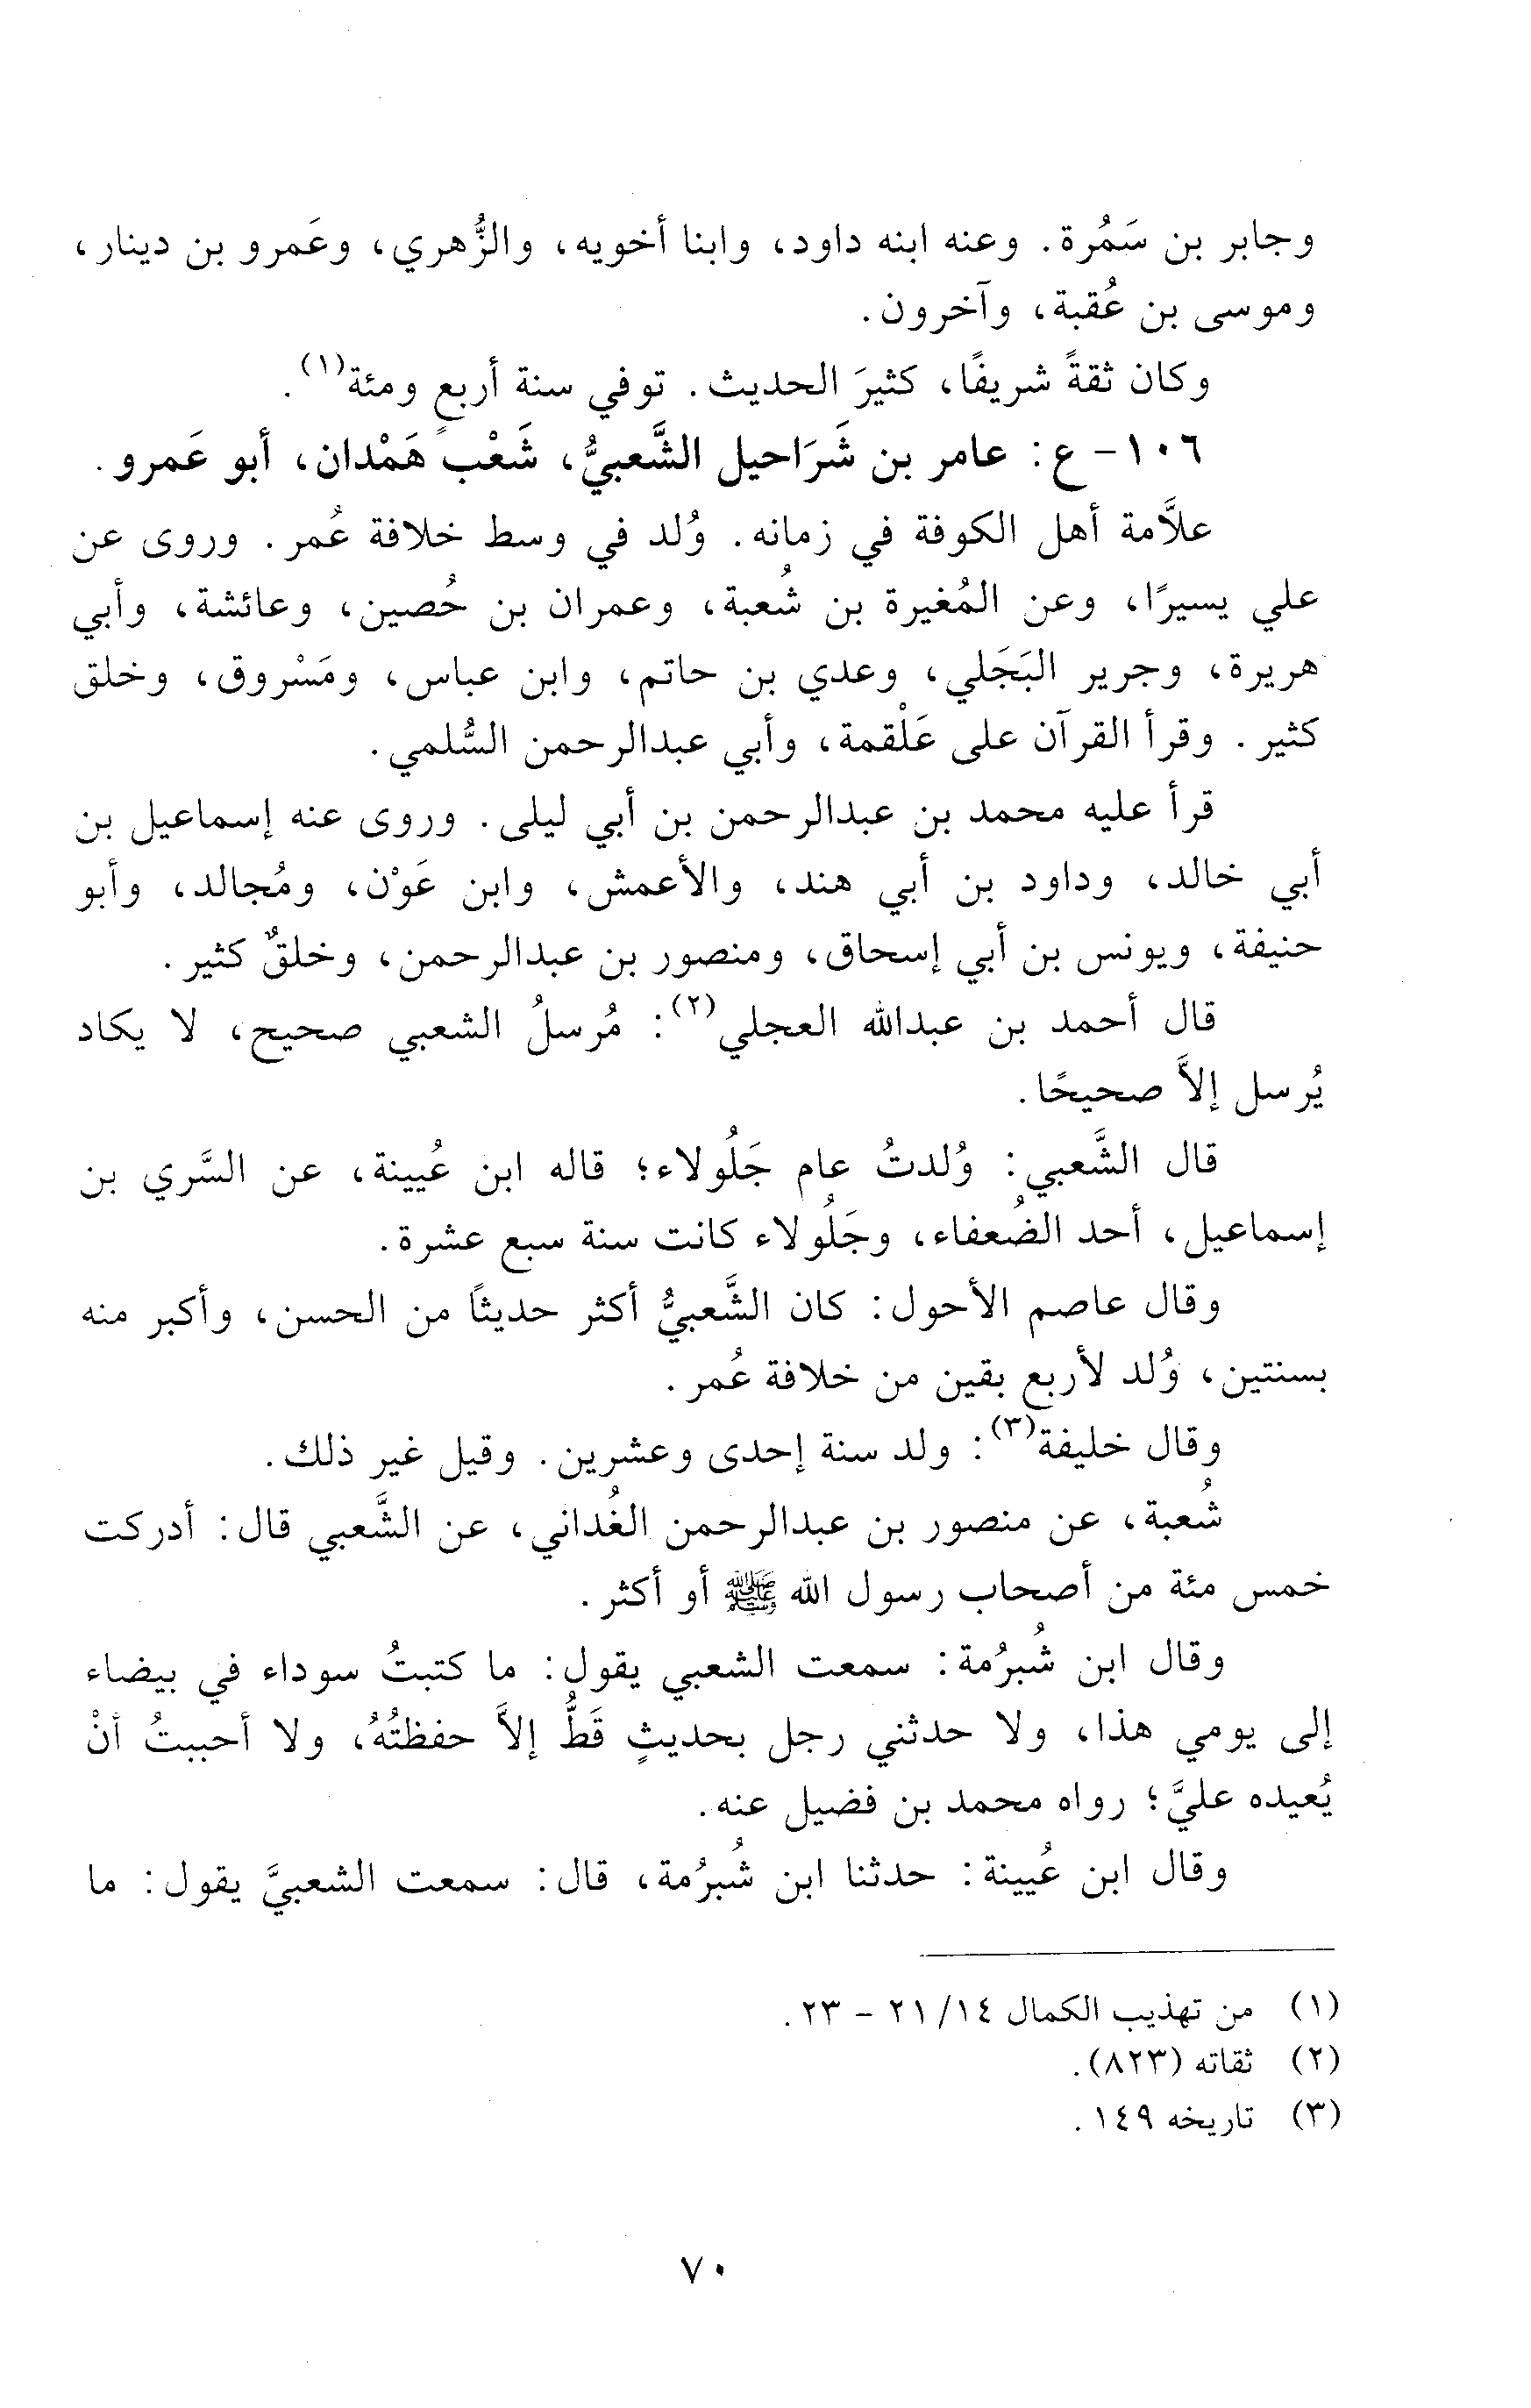 وجابر بن سَمُرة. وعنه ابنه داود، وابنا أخويه، والزُّهري، وعَمرو بن دينار،
وموسى بن عُقبة، وآخرون.
وكان ثقةً شريفًا، كثيرَ الحديث. توفي سنة أربعٍ ومئة(١).
١٠٦- ع: عامر بن شَرَاحيل الشَّعبيُّ، شَعْب هَمْدان، أبو عَمرو.
علاَّمة أهل الكوفة في زمانه. وُلد في وسط خلافة عُمر. وروى عن
علي يسيرًا، وعن المُغيرة بن شُعبة، وعمران بن حُصين، وعائشة، وأبي
هريرة، وجرير البَجَلي، وعدي بن حاتم، وابن عباس، ومَسْروق، وخلق
كثير. وقرأ القرآن على عَلْقمة، وأبي عبدالرحمن السُّلمي.
قرأ عليه محمد بن عبدالرحمن بن أبي ليلى. وروى عنه إسماعيل بن
أبي خالد، وداود بن أبي هند، والأعمش، وابن عَوْن، ومُجالد، وأبو
حنيفة، ويونس بن أبي إسحاق، ومنصور بن عبدالرحمن، وخلقٌ كثير.
قال أحمد بن عبدالله العجلي(٢): مُرسلُ الشعبي صحيح، لا يكاد
يُرسل إلاَّ صحيحًا.
قال الشَّعبي: وُلدتُ عام جَلُولاء؛ قاله ابن عُيينة، عن السَّري بن
إسماعيل، أحد الضُعفاء، وجَلُولاء كانت سنة سبع عشرة.
وقال عاصم الأحول: كان الشَّعبيُّ أكثر حديثاً من الحسن، وأكبر منه
بسنتين، وُلد لأربع بقين من خلافة عُمر.
وقال خليفة(٣): ولد سنة إحدى وعشرين. وقيل غير ذلك.
شُعبة، عن منصور بن عبدالرحمن الغُداني، عن الشَّعبي قال: أدركت
خمس مئة من أصحاب رسول الله ﷺ أو أكثر.
وقال ابن شُبرُمة: سمعت الشعبي يقول: ما كتبتُ سوداء في بيضاء
إلى يومي هذا، ولا حدثني رجل بحديثٍ قَطُّ إلاَّ حفظتُهُ، ولا أحببتُ أنْ
يُعيده عليَّ؛ رواه محمد بن فضيل عنه.
وقال ابن عُيينة: حدثنا ابن شُبرُمة، قال: سمعت الشعبيَّ يقول: ما
(١) من تهذيب الكمال ١٤/ ٢١ – ٢٣.
(٢) ثقاته (٨٢٣).
(٣) تاريخه ١٤٩.
٧٠